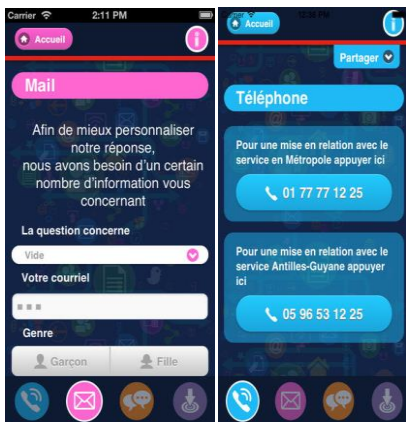 Carrier 2:11 PM
Accueil
i
Mail
Afin de mieux personnaliser
notre réponse,
nous avons besoin d'un certain
nombre d'information vous
concernant
La question concerne
Vide
Votre courriel
Genre
Garçon
Fille
Accueil
i
Partager
Téléphone
Pour une mise en relation avec le
service en Métropole appuyer ici
01 77 77 12 25
Pour une mise en relation avec le
service Antilles-Guyane appuyer
ici
05 96 53 12 25